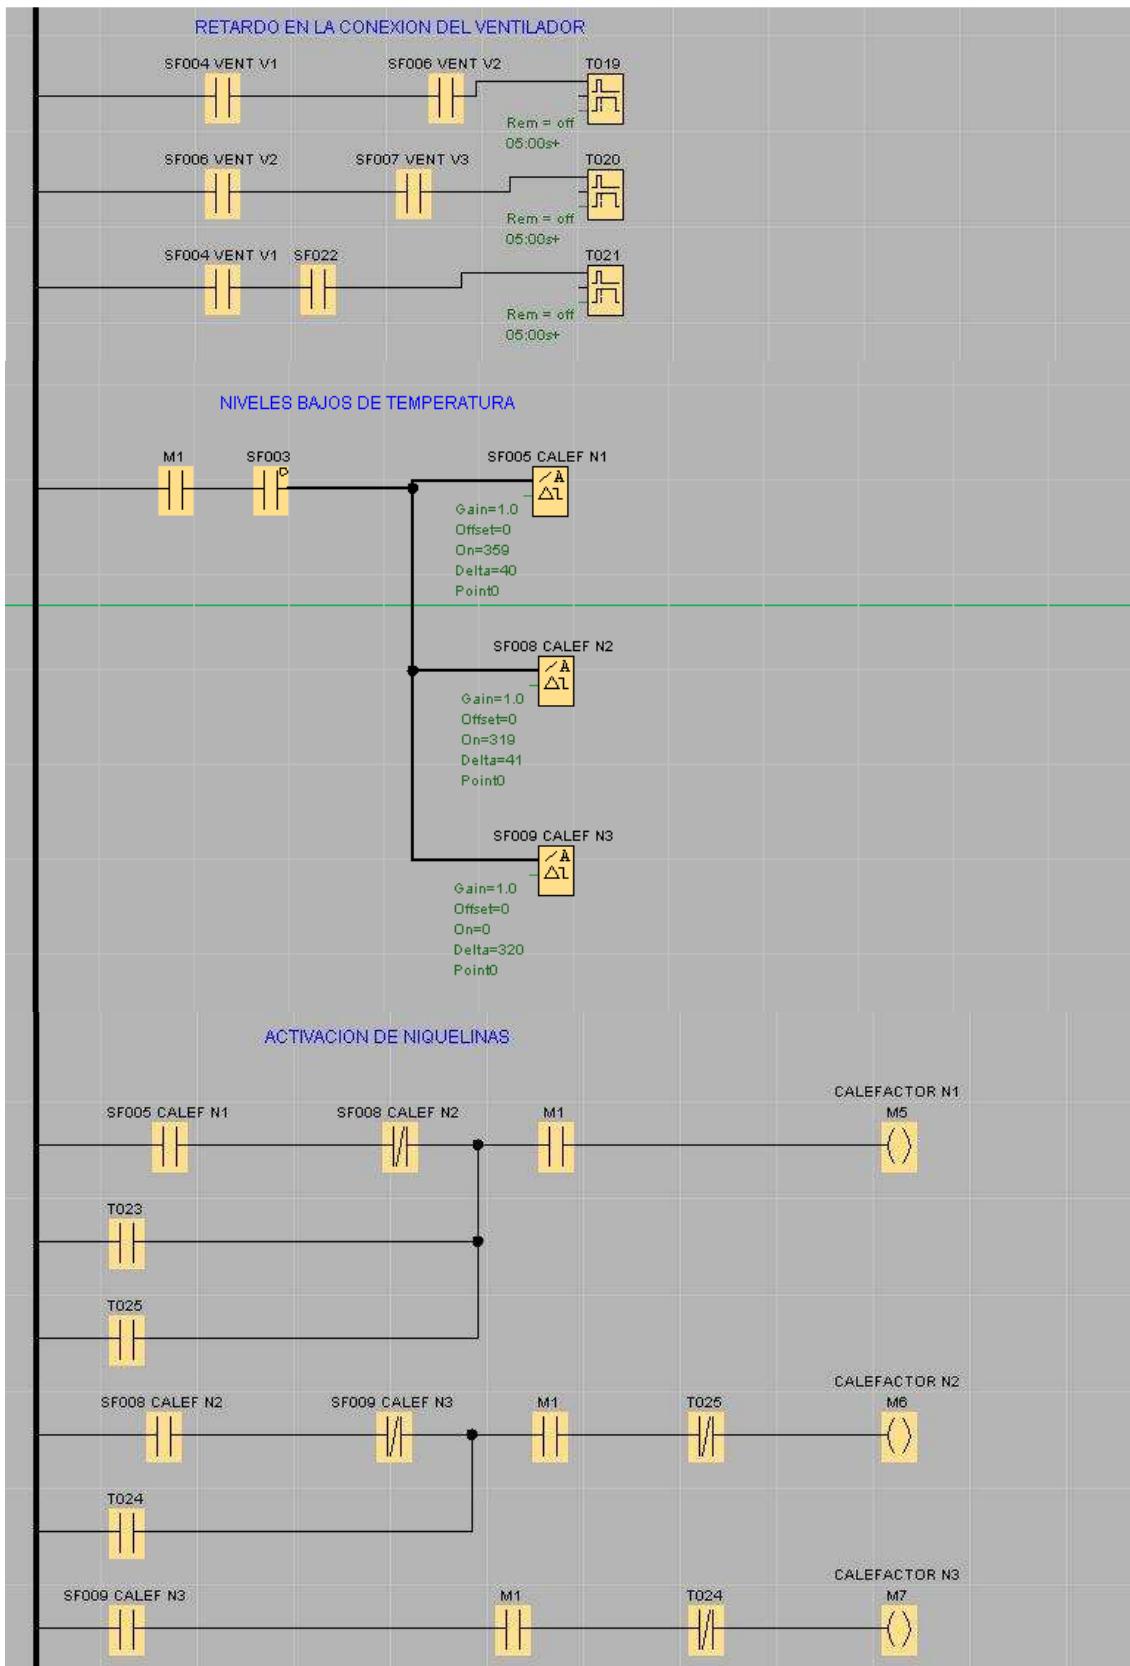 RETARDO EN LA CONEXION DEL VENTILADOR
SF004 VENT V1 SF006 VENT V2 T019
Rem = off
05:00s+
SF006 VENT V2 SF007 VENT V3 T020
Rem = off
05:00s+
SF004 VENT V1 SF022 T021
Rem = off
05:00s+
NIVELES BAJOS DE TEMPERATURA
M1 SF003 SF005 CALEF N1
Gain=1.0
Offset=0
On=359
Delta=40
Point0
SF008 CALEF N2
Gain=1.0
Offset=0
On=319
Delta=41
Point0
SF009 CALEF N3
Gain=1.0
Offset=0
On=0
Delta=320
Point0
ACTIVACION DE NIQUELINAS
CALEFACTOR N1
SF005 CALEF N1 SF008 CALEF N2 M1 M5
T023
T025
CALEFACTOR N2
SF008 CALEF N2 SF009 CALEF N3 M1 T025 M6
T024
CALEFACTOR N3
SF009 CALEF N3 M1 T024 M7